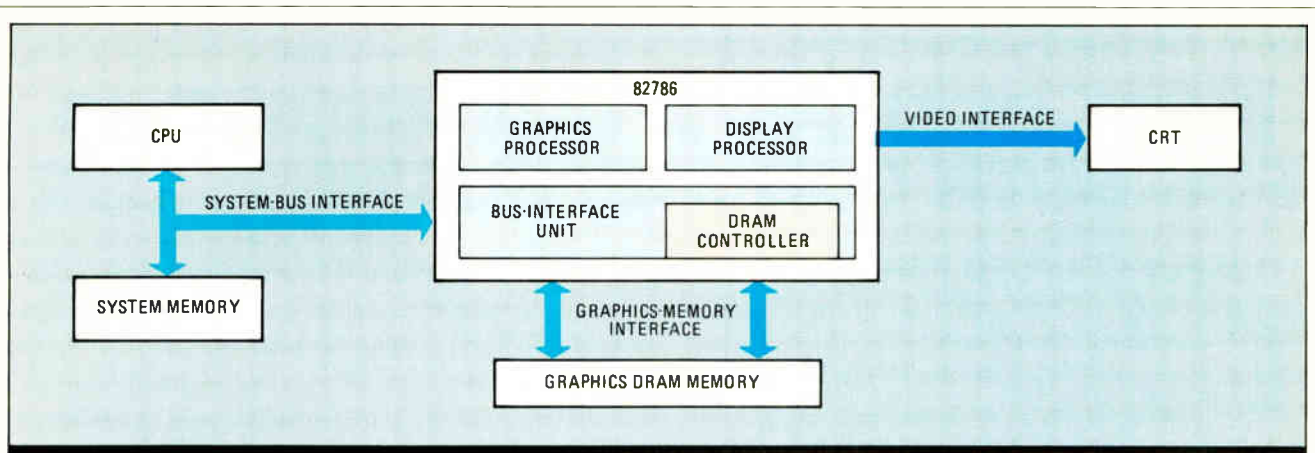 82786
CPU
GRAPHICS
PROCESSOR
DISPLAY
PROCESSOR
VIDEO INTERFACE
CRT
SYSTEM-BUS INTERFACE
BUS-INTERFACE
UNIT
DRAM
CONTROLLER
SYSTEM MEMORY
GRAPHICS-MEMORY
INTERFACE
GRAPHICS DRAM MEMORY